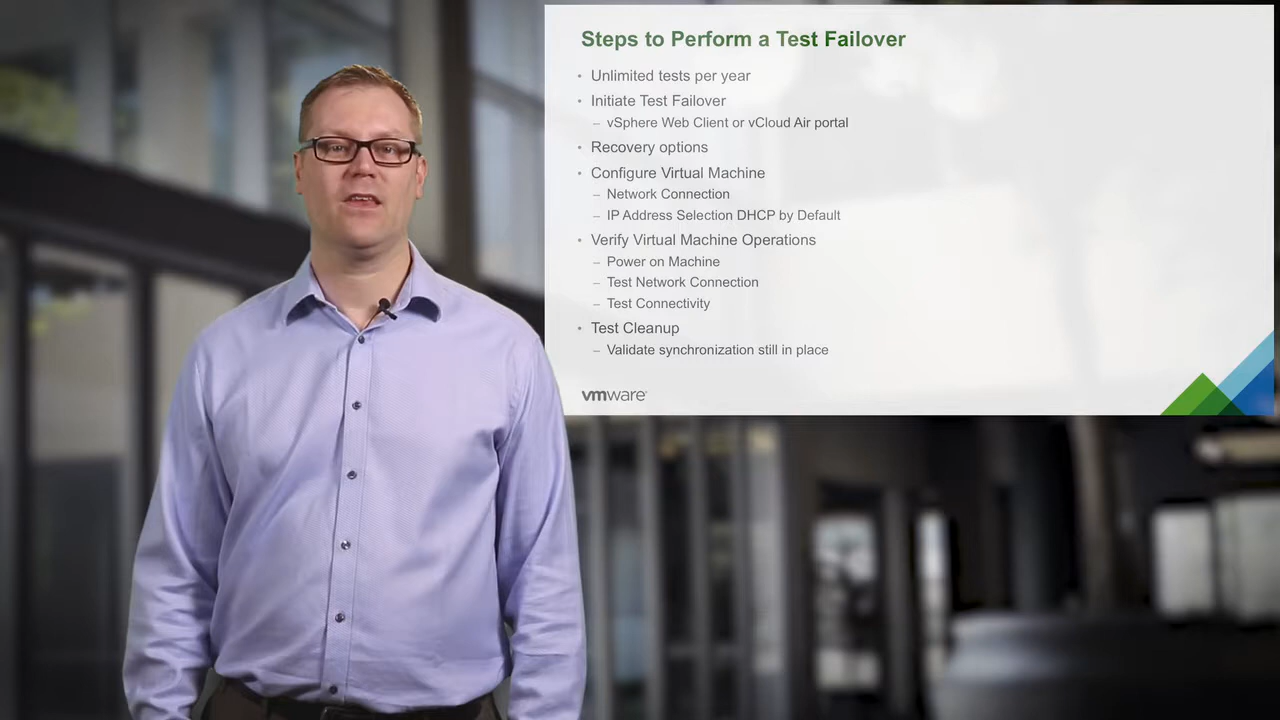 Steps to Perform a Test Failover
• Unlimited tests per year
• Initiate Test Failover
– vSphere Web Client or vCloud Air portal
• Recovery options
• Configure Virtual Machine
– Network Connection
– IP Address Selection DHCP by Default
• Verify Virtual Machine Operations
– Power on Machine
– Test Network Connection
– Test Connectivity
• Test Cleanup
– Validate synchronization still in place
vmware